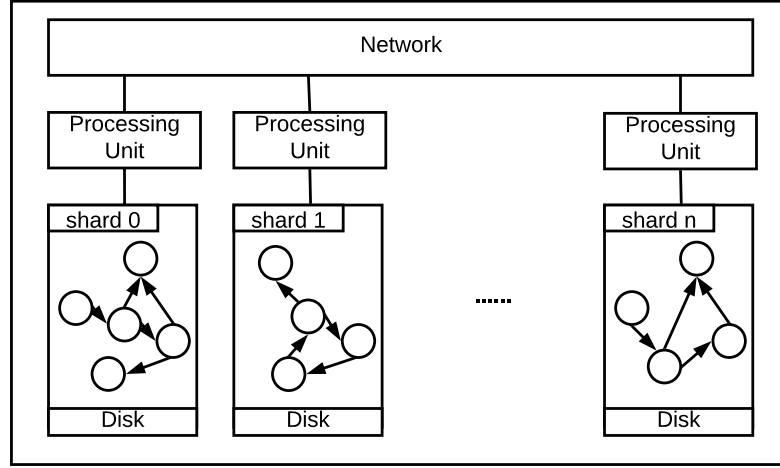 Network
Processing
Unit
Processing
Unit
Processing
Unit
shard 0
shard 1
shard n
......
Disk
Disk
Disk